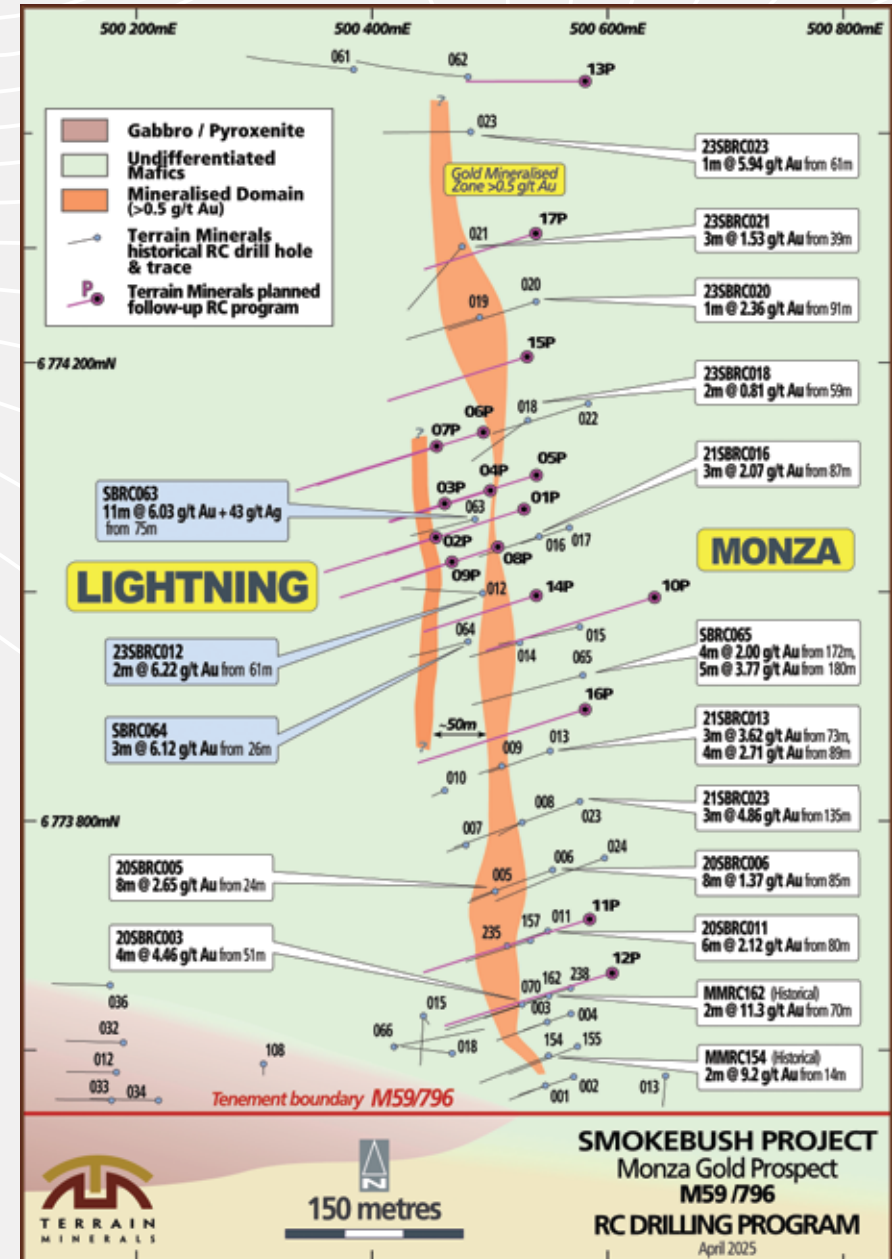 500 200mE
500 400mE
500 600mE
500 800mE
061
062
13P
Gabbro / Pyroxenite
Undifferentiated
Mafics
Mineralised Domain
(>0.5 g/t Au)
Terrain Minerals
historical RC drill hole
& trace
P
Terrain Minerals planned
follow-up RC program
?
023
23SBRC023
1m @ 5.94 g/t Au from 61m
Gold Mineralised
Zone >0.5 g/t Au
17P
021
23SBRC021
3m @ 1.53 g/t Au from 39m
020
019
23SBRC020
1m @ 2.36 g/t Au from 91m
6 774 200mN
15P
23SBRC018
2m @ 0.81 g/t Au from 59m
018
022
06P
07P
?
21SBRC016
3m @ 2.07 g/t Au from 87m
05P
04P
03P
01P
063
SBRC063
11m @ 6.03 g/t Au + 43 g/t Ag
from 75m
016
017
02P
08P
09P
MONZA
LIGHTNING
012
14P
10P
064
014
015
23SBRC012
2m @ 6.22 g/t Au from 61m
SBRC065
4m @ 2.00 g/t Au from 172m,
5m @ 3.77 g/t Au from 180m
065
16P
SBRC064
3m @ 6.12 g/t Au from 26m
~50m
?
009
013
21SBRC013
3m @ 3.62 g/t Au from 73m,
4m @ 2.71 g/t Au from 89m
010
008
023
21SBRC023
3m @ 4.86 g/t Au from 135m
6 773 800mN
007
024
006
005
20SBRC005
8m @ 2.65 g/t Au from 24m
20SBRC006
8m @ 1.37 g/t Au from 85m
11P
011
157
235
20SBRC011
6m @ 2.12 g/t Au from 80m
20SBRC003
4m @ 4.46 g/t Au from 51m
12P
238
162
070
003
004
MMRC162 (Historical)
2m @ 11.3 g/t Au from 70m
036
015
032
066
018
154
155
MMRC154 (Historical)
2m @ 9.2 g/t Au from 14m
108
012
033
034
001
002
013
Tenement boundary M59/796
N
150 metres
TERRAIN
MINERALS
SMOKEBUSH PROJECT
Monza Gold Prospect
M59 /796
RC DRILLING PROGRAM
April 2025